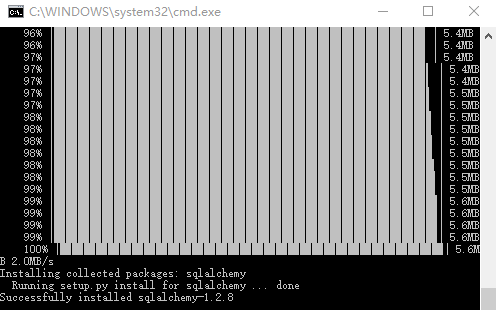 C:\WINDOWS\system32\cmd.exe
96% 5.4MB
96% 5.4MB
97% 5.4MB
97% 5.4MB
97% 5.4MB
97% 5.5MB
97% 5.5MB
98% 5.5MB
98% 5.5MB
98% 5.5MB
98% 5.5MB
98% 5.5MB
98% 5.5MB
99% 5.5MB
99% 5.6MB
99% 5.6MB
99% 5.6MB
99% 5.6MB
100% 5.6M
B 2.0MB/s
Installing collected packages: sqlalchemy
Running setup.py install for sqlalchemy ... done
Successfully installed sqlalchemy-1.2.8